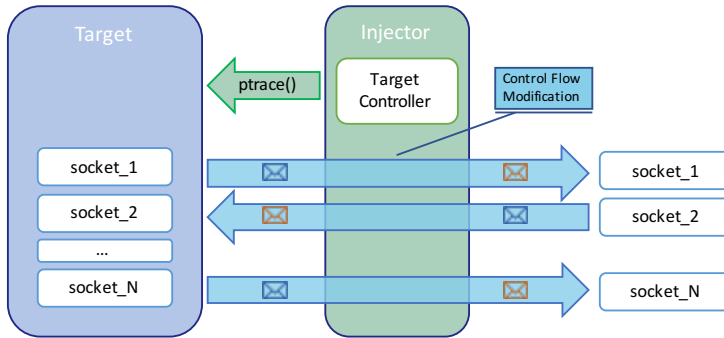 Target
Injector
ptrace()
Target
Controller
Control Flow
Modification
socket_1
socket_1
socket_2
socket_2
...
socket_N
socket_N